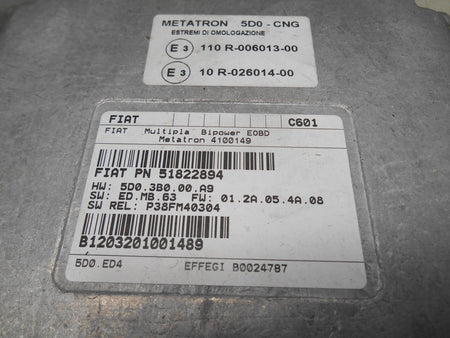 METATRON 5D0 - CNG
ESTREMI DI OMOLOGAZIONE
E 3 110 R-006013-00
E 3 10 R-026014-00
FIAT C601
FIAT Multipla Bipower EOBD
Metatron 4100149
FIAT PN 51822894
HW: 5D0.3B0.00.A9
SW: ED.MB.63 FW: 01.2A.05.4A.08
SW REL: P38FM40304
B1203201001489
5D0.ED4 EFFEGI B0024787